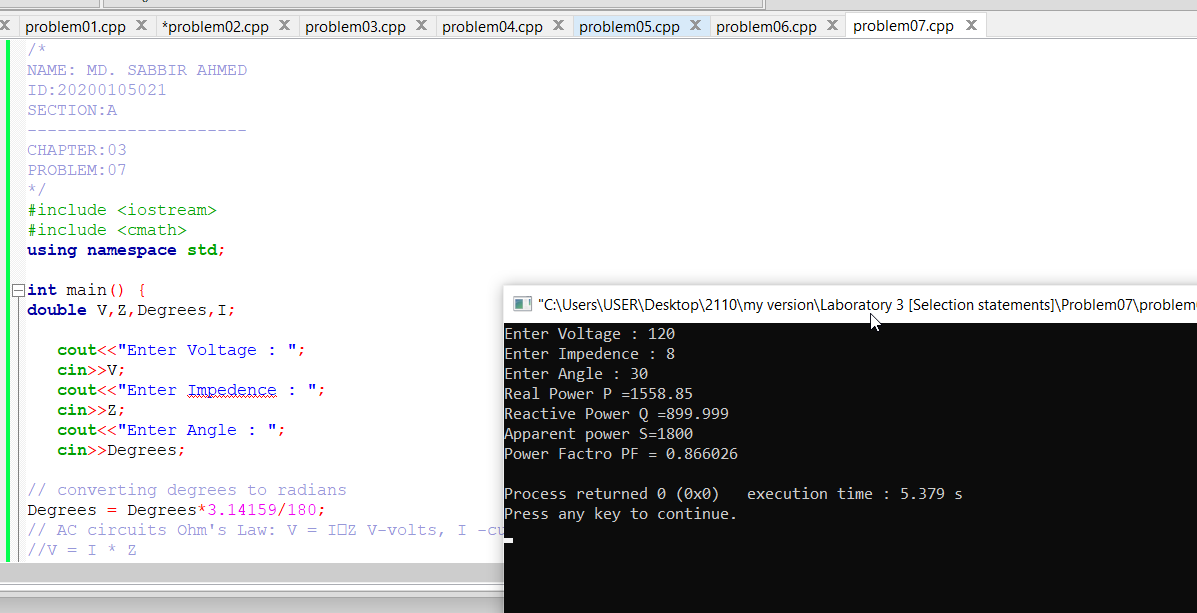 problem01.cpp X *problem02.cpp X problem03.cpp X problem04.cpp X problem05.cpp X problem06.cpp X problem07.cpp X
/*
NAME: MD. SABBIR AHMED
ID:20200105021
SECTION:A
----------------------
CHAPTER:03
PROBLEM:07
*/
#include <iostream>
#include <cmath>
using namespace std;
int main() {
double V,Z,Degrees,I;
cout<<"Enter Voltage : ";
cin>>V;
cout<<"Enter Impedence : ";
cin>>Z;
cout<<"Enter Angle : ";
cin>>Degrees;
// converting degrees to radians
Degrees = Degrees*3.14159/180;
// AC circuits Ohm's Law: V = I□Z V-volts, I -cu
//V = I * Z
"C:\Users\USER\Desktop\2110\my version\Laboratory 3 [Selection statements]\Problem07\problem
Enter Voltage : 120
Enter Impedence : 8
Enter Angle : 30
Real Power P =1558.85
Reactive Power Q =899.999
Apparent power S=1800
Power Factro PF = 0.866026
Process returned 0 (0x0)   execution time : 5.379 s
Press any key to continue.